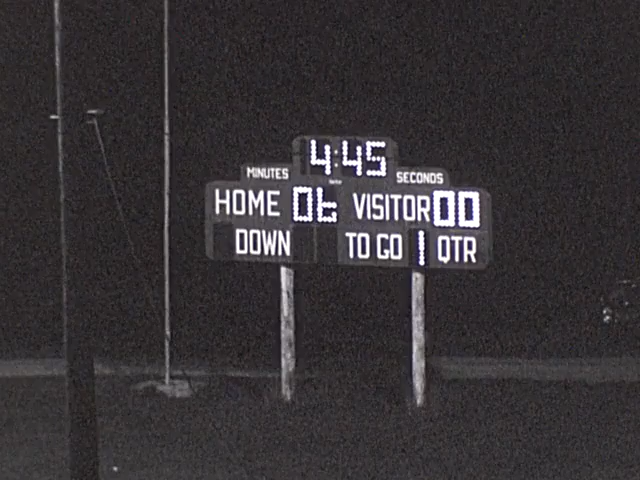 4:45
MINUTES SECONDS
HOME 06 VISITOR 00
DOWN TO GO 1 QTR